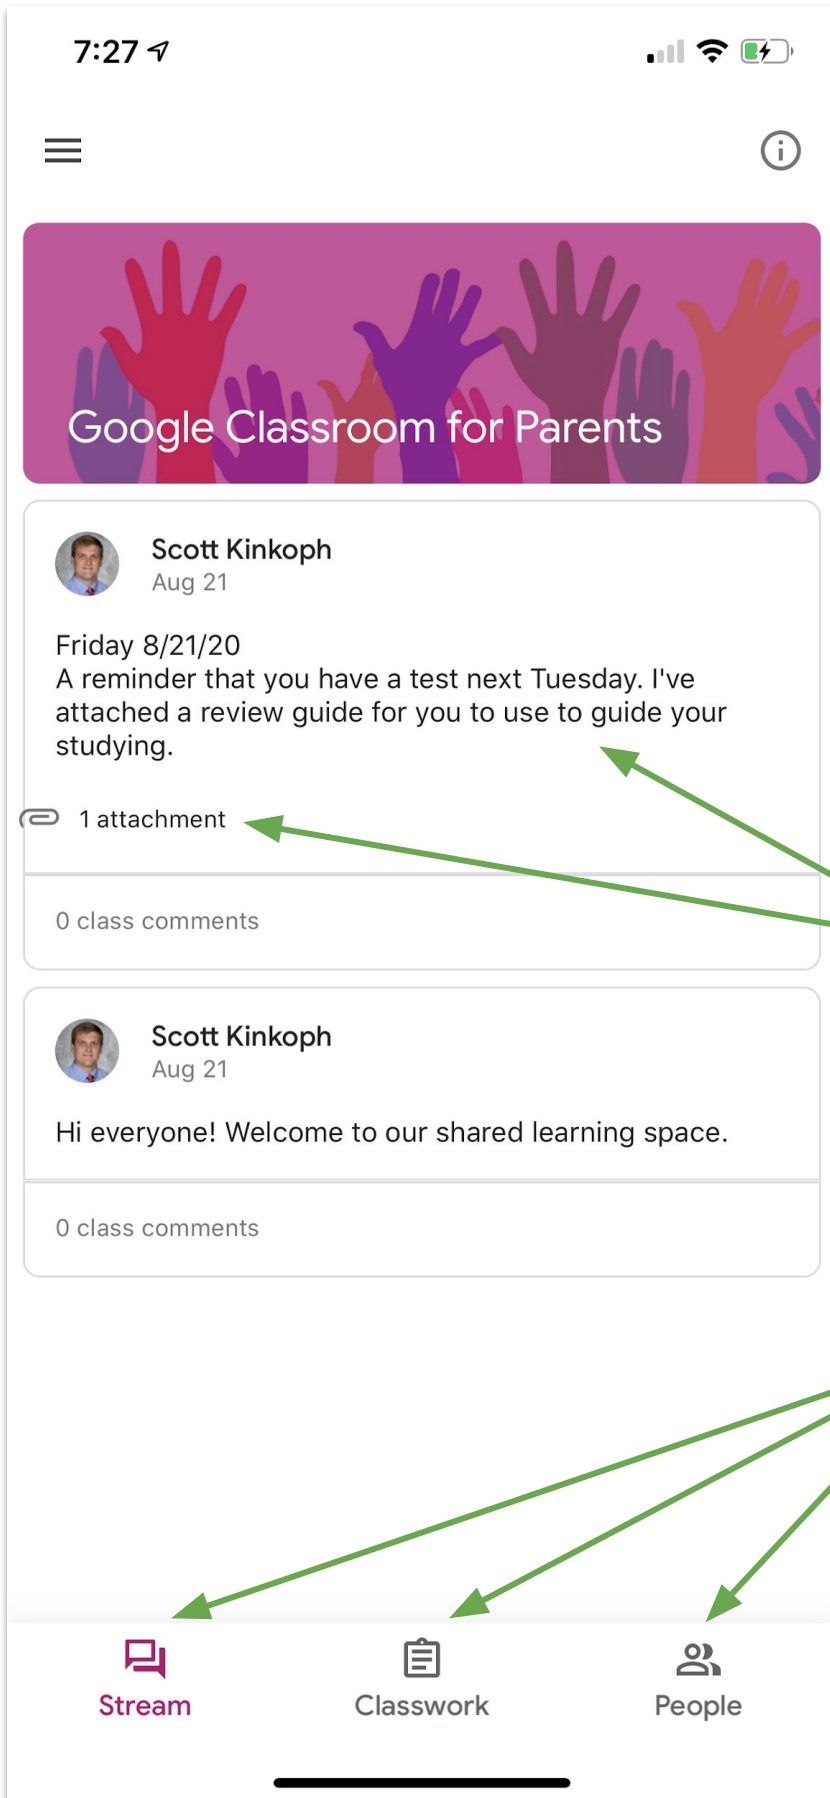 7:27
Google Classroom for Parents
Scott Kinkoph
Aug 21
Friday 8/21/20
A reminder that you have a test next Tuesday. I've
attached a review guide for you to use to guide your
studying.
1 attachment
0 class comments
Scott Kinkoph
Aug 21
Hi everyone! Welcome to our shared learning space.
0 class comments
Stream
Classwork
People